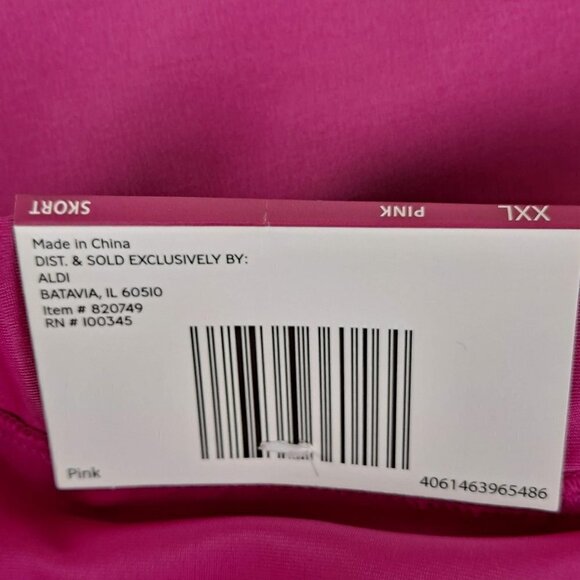 SKORT PINK XXL
Made in China
DIST. & SOLD EXCLUSIVELY BY:
ALDI
BATAVIA, IL 60510
Item # 820749
RN # 100345
Pink
4061463965486